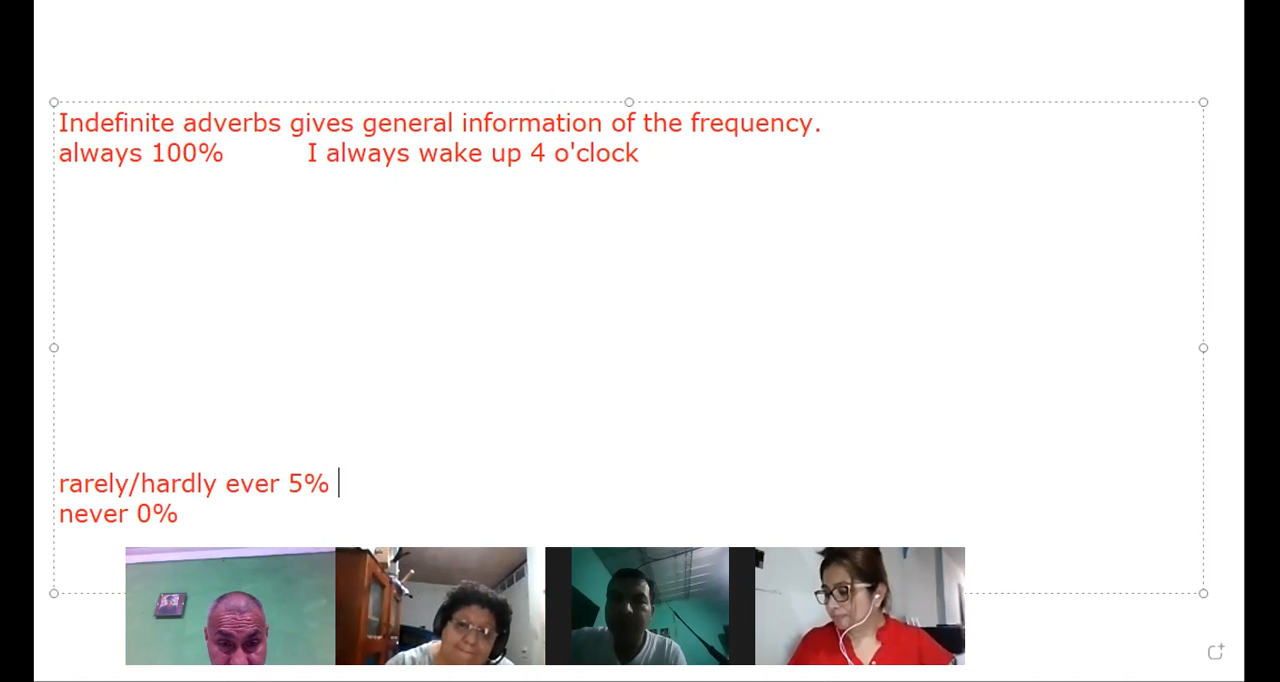 Indefinite adverbs gives general information of the frequency.
always 100% I always wake up 4 o'clock
rarely/hardly ever 5%
never 0%